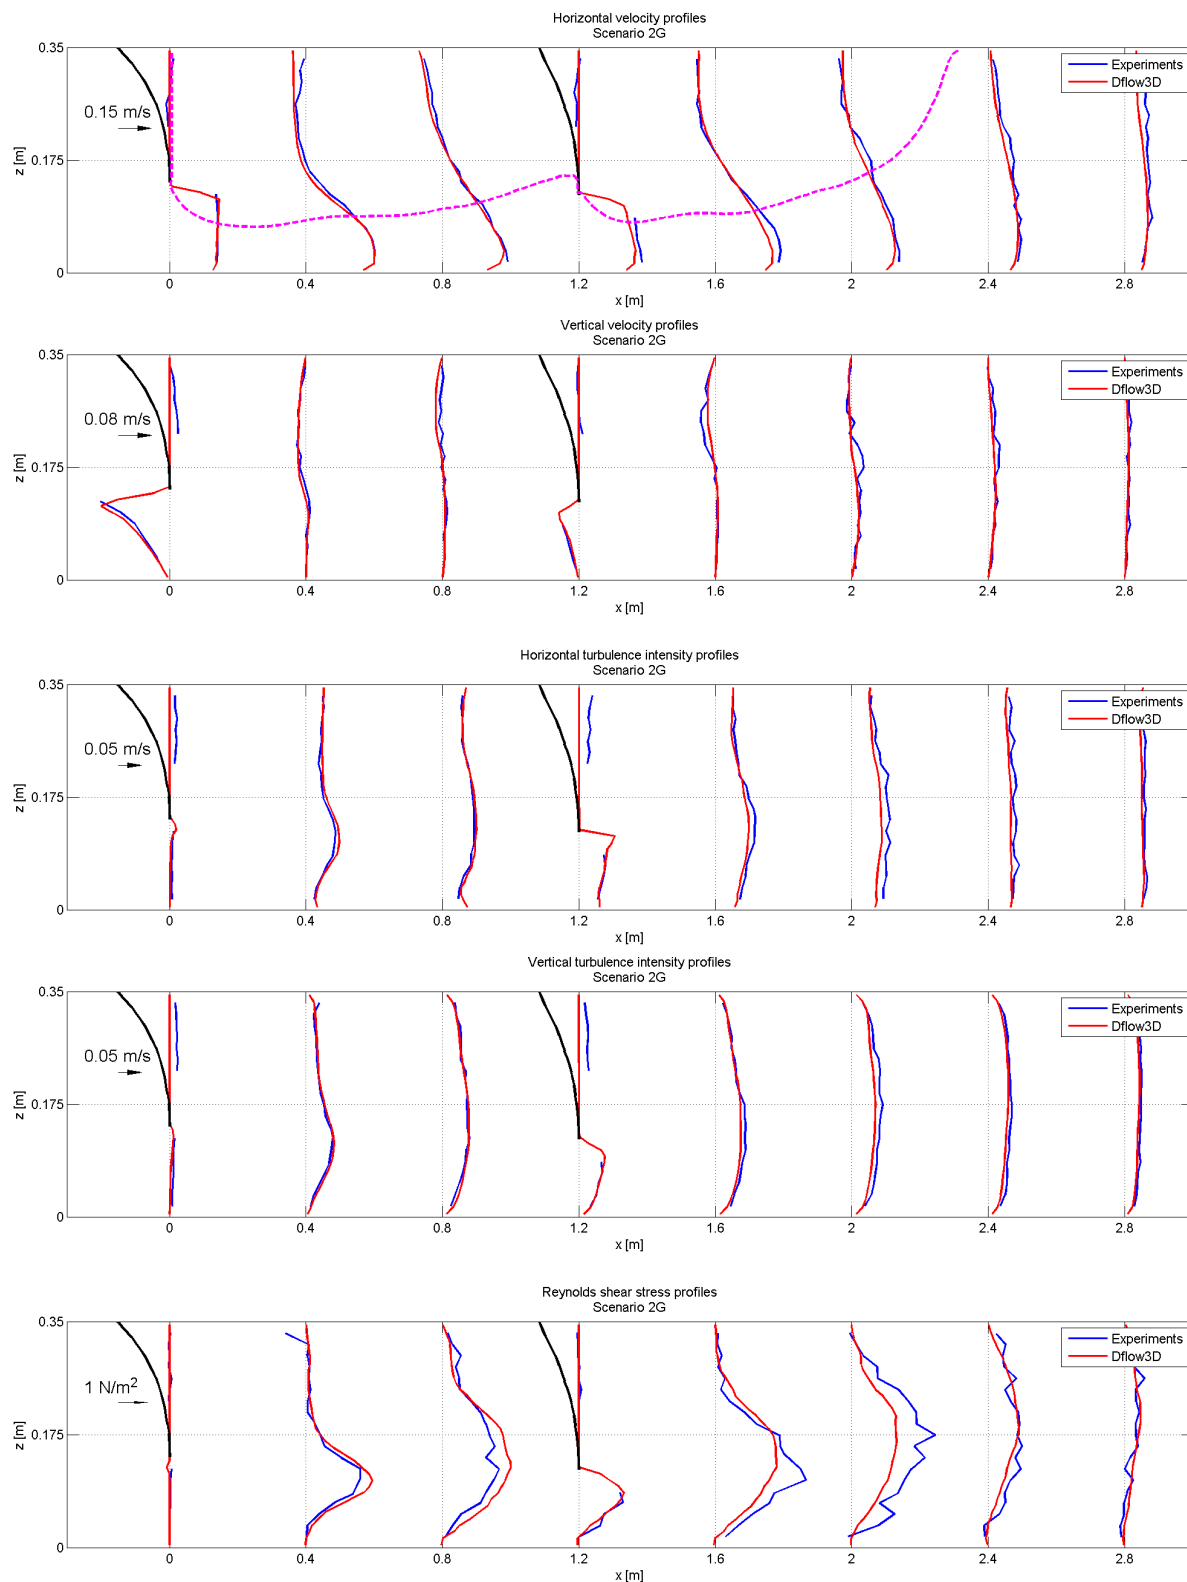 Horizontal velocity profiles
Scenario 2G
0.35
0.175
0
z [m]
0.15 m/s
Experiments
Dflow3D
0 0.4 0.8 1.2 1.6 2 2.4 2.8
x [m]
Vertical velocity profiles
Scenario 2G
0.35
0.175
0
z [m]
0.08 m/s
Experiments
Dflow3D
0 0.4 0.8 1.2 1.6 2 2.4 2.8
x [m]
Horizontal turbulence intensity profiles
Scenario 2G
0.35
0.175
0
z [m]
0.05 m/s
Experiments
Dflow3D
0 0.4 0.8 1.2 1.6 2 2.4 2.8
x [m]
Vertical turbulence intensity profiles
Scenario 2G
0.35
0.175
0
z [m]
0.05 m/s
Experiments
Dflow3D
0 0.4 0.8 1.2 1.6 2 2.4 2.8
x [m]
Reynolds shear stress profiles
Scenario 2G
0.35
0.175
0
z [m]
1 N/m²
Experiments
Dflow3D
0 0.4 0.8 1.2 1.6 2 2.4 2.8
x [m]